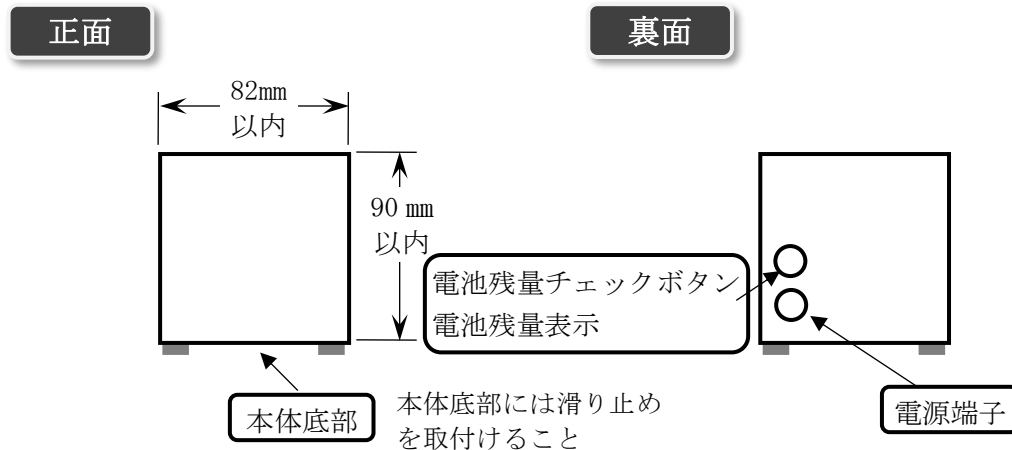 正面
裏面
82mm
以内
90 mm
以内
電池残量チェックボタン
電池残量表示
本体底部
本体底部には滑り止め
を取付けること
電源端子